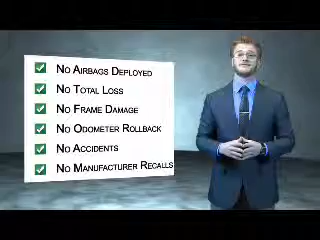 No Airbags Deployed
No Total Loss
No Frame Damage
No Odometer Rollback
No Accidents
No Manufacturer Recalls